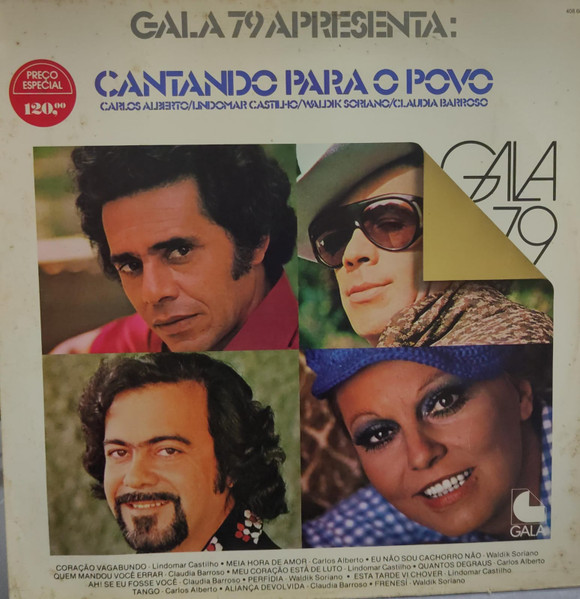 GALA 79 APRESENTA:
PREÇO
ESPECIAL
120,00
CANTANDO PARA O POVO
CARLOS ALBERTO/LINDOMAR CASTILHO/WALDIK SORIANO/CLAUDIA BARROSO
GALA
79
GALA
CORAÇÃO VAGABUNDO · Lindomar Castilho • MEIA HORA DE AMOR - Carlos Alberto • EU NÃO SOU CACHORRO NÃO - Waldik Soriano
QUEM MANDOU VOCÊ ERRAR - Claudia Barroso • MEU CORAÇÃO ESTÁ DE LUTO - Lindomar Castilho • QUANTOS DEGRAUS - Carlos Alberto
AH! SE EU FOSSE VOCÊ - Claudia Barroso • PERFÍDIA - Waldik Soriano • ESTA TARDE VI CHOVER - Lindomar Castilho
TANGO - Carlos Alberto • ALIANÇA DEVOLVIDA - Claudia Barroso • FRENESI - Waldik Soriano